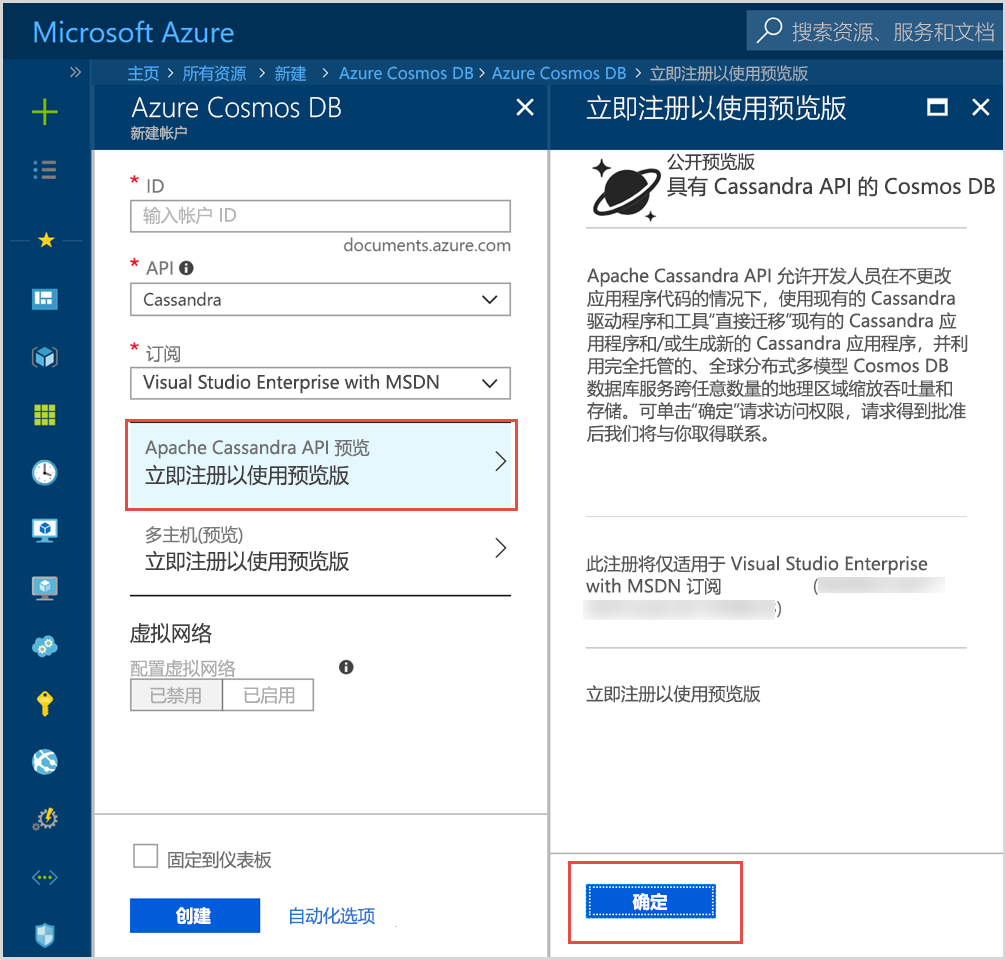 Microsoft Azure
搜索资源、服务和文档
主页 > 所有资源 > 新建 > Azure Cosmos DB > Azure Cosmos DB > 立即注册以使用预览版
Azure Cosmos DB
新建帐户
* ID
输入帐户 ID
documents.azure.com
* API
Cassandra
* 订阅
Visual Studio Enterprise with MSDN
Apache Cassandra API 预览
立即注册以使用预览版
多主机(预览)
立即注册以使用预览版
虚拟网络
配置虚拟网络
已禁用 已启用
固定到仪表板
创建 自动化选项
立即注册以使用预览版
公开预览版
具有 Cassandra API 的 Cosmos DB
Apache Cassandra API 允许开发人员在不更改
应用程序代码的情况下，使用现有的 Cassandra
驱动程序和工具“直接迁移”现有的 Cassandra 应
用程序和/或生成新的 Cassandra 应用程序，并利
用完全托管的、全球分布式多模型 Cosmos DB
数据库服务跨任意数量的地理区域缩放吞吐量和
存储。可单击“确定”请求访问权限，请求得到批准
后我们将与你取得联系。
此注册将仅适用于 Visual Studio Enterprise
with MSDN 订阅 (
)
立即注册以使用预览版
确定